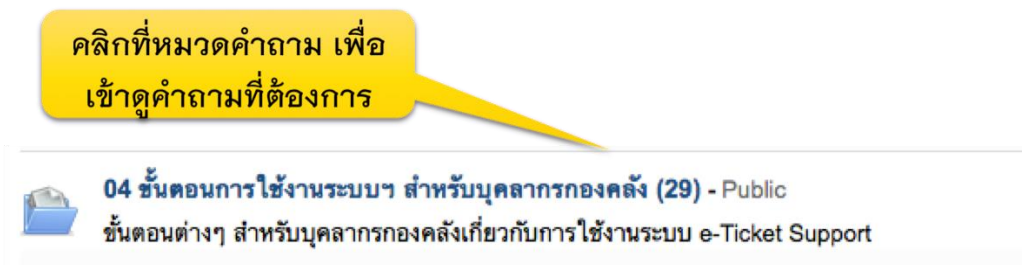 คลิกที่หมวดคำถาม เพื่อ
เข้าดูคำถามที่ต้องการ
04 ขั้นตอนการใช้งานระบบฯ สำหรับบุคลากรกองคลัง (29) - Public
ขั้นตอนต่างๆ สำหรับบุคลากรกองคลังเกี่ยวกับการใช้งานระบบ e-Ticket Support